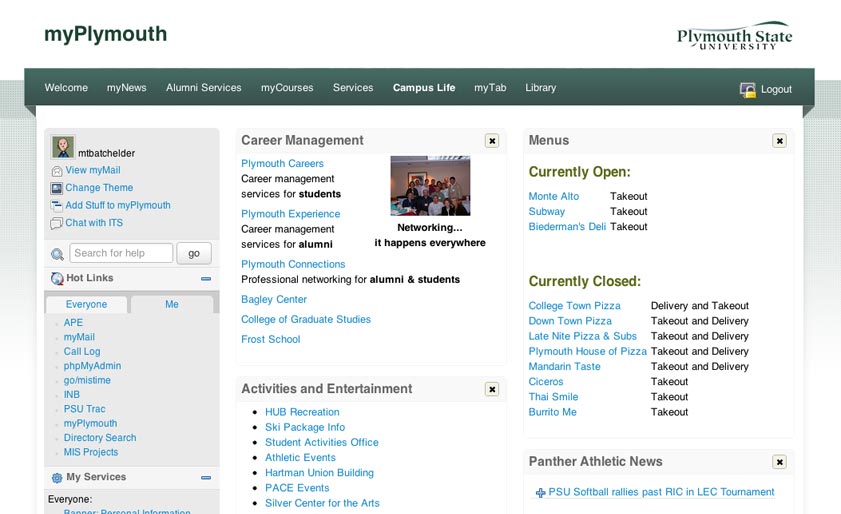 myPlymouth
Plymouth State
UNIVERSITY
Welcome myNews Alumni Services myCourses Services Campus Life myTab Library Logout
mtbatchelder
View myMail
Change Theme
Add Stuff to myPlymouth
Chat with ITS
Search for help go
Hot Links
Everyone Me
APE
myMail
Call Log
phpMyAdmin
go/mistime
INB
PSU Trac
myPlymouth
Directory Search
MIS Projects
My Services
Everyone:
Banner: Personal Information
Career Management
Plymouth Careers
Career management
services for students
Plymouth Experience
Career management
services for alumni
Networking...
it happens everywhere
Plymouth Connections
Professional networking for alumni & students
Bagley Center
College of Graduate Studies
Frost School
Activities and Entertainment
HUB Recreation
Ski Package Info
Student Activities Office
Athletic Events
Hartman Union Building
PACE Events
Silver Center for the Arts
Menus
Currently Open:
Monte Alto Takeout
Subway Takeout
Biederman's Deli Takeout
Currently Closed:
College Town Pizza Delivery and Takeout
Down Town Pizza Takeout and Delivery
Late Nite Pizza & Subs Takeout and Delivery
Plymouth House of Pizza Takeout and Delivery
Mandarin Taste Takeout and Delivery
Ciceros Takeout
Thai Smile Takeout
Burrito Me Takeout
Panther Athletic News
PSU Softball rallies past RIC in LEC Tournament